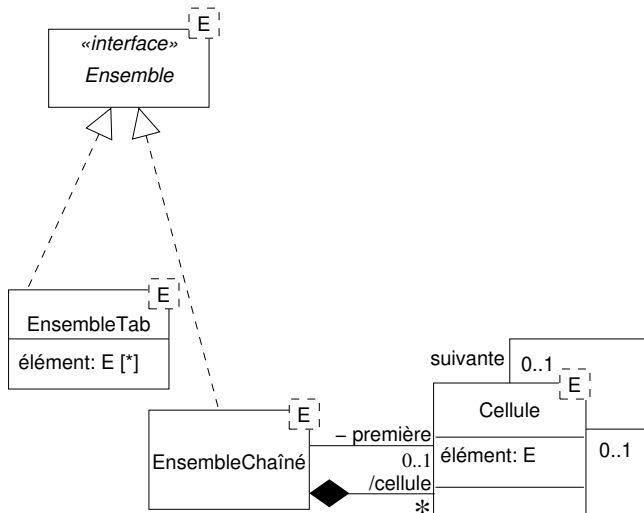 E
«interface»
Ensemble
E
EnsembleTab
élément: E [*]
suivante
0..1
E
Cellule
E
– première
EnsembleChaîné
0..1
élément: E
0..1
/cellule
*